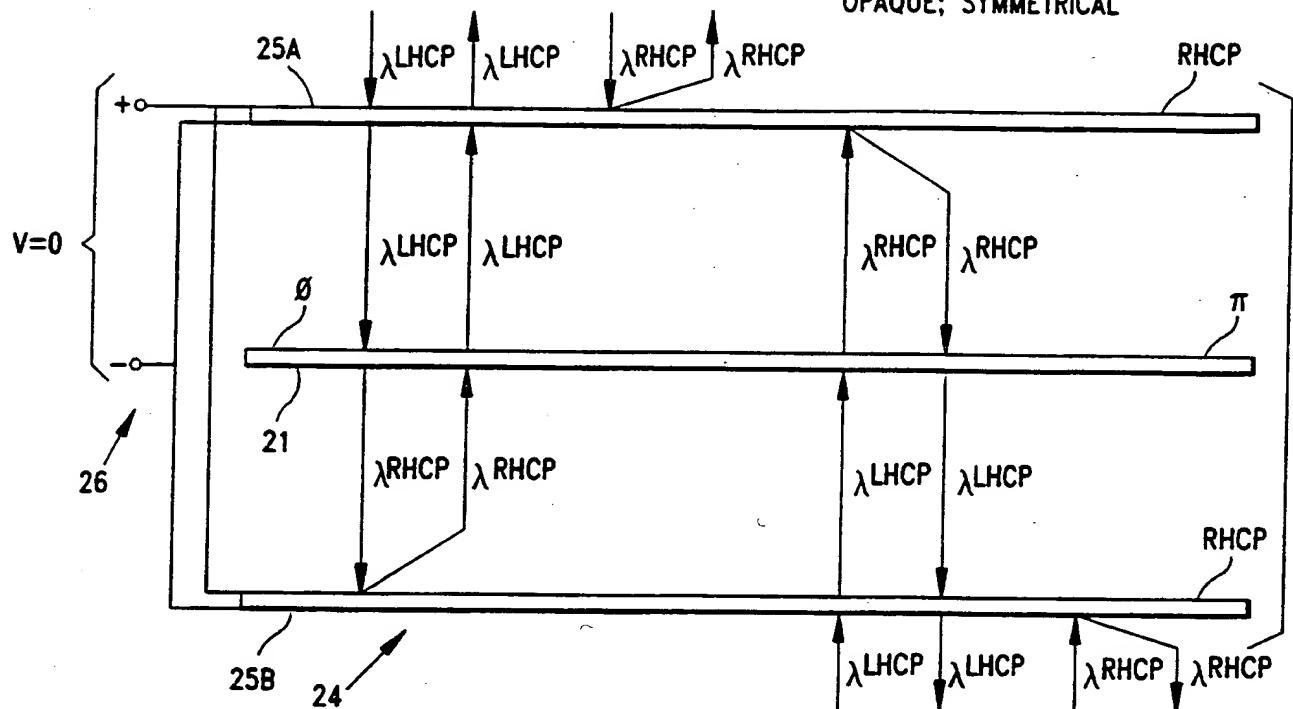 OPAQUE; SYMMETRICAL
25A
λLHCP λLHCP λRHCP λRHCP
RHCP
+
V=0
λLHCP λLHCP λRHCP λRHCP
Ø
π
-
21
26
λRHCP λRHCP λLHCP λLHCP
RHCP
25B
24
λLHCP λLHCP λRHCP λRHCP